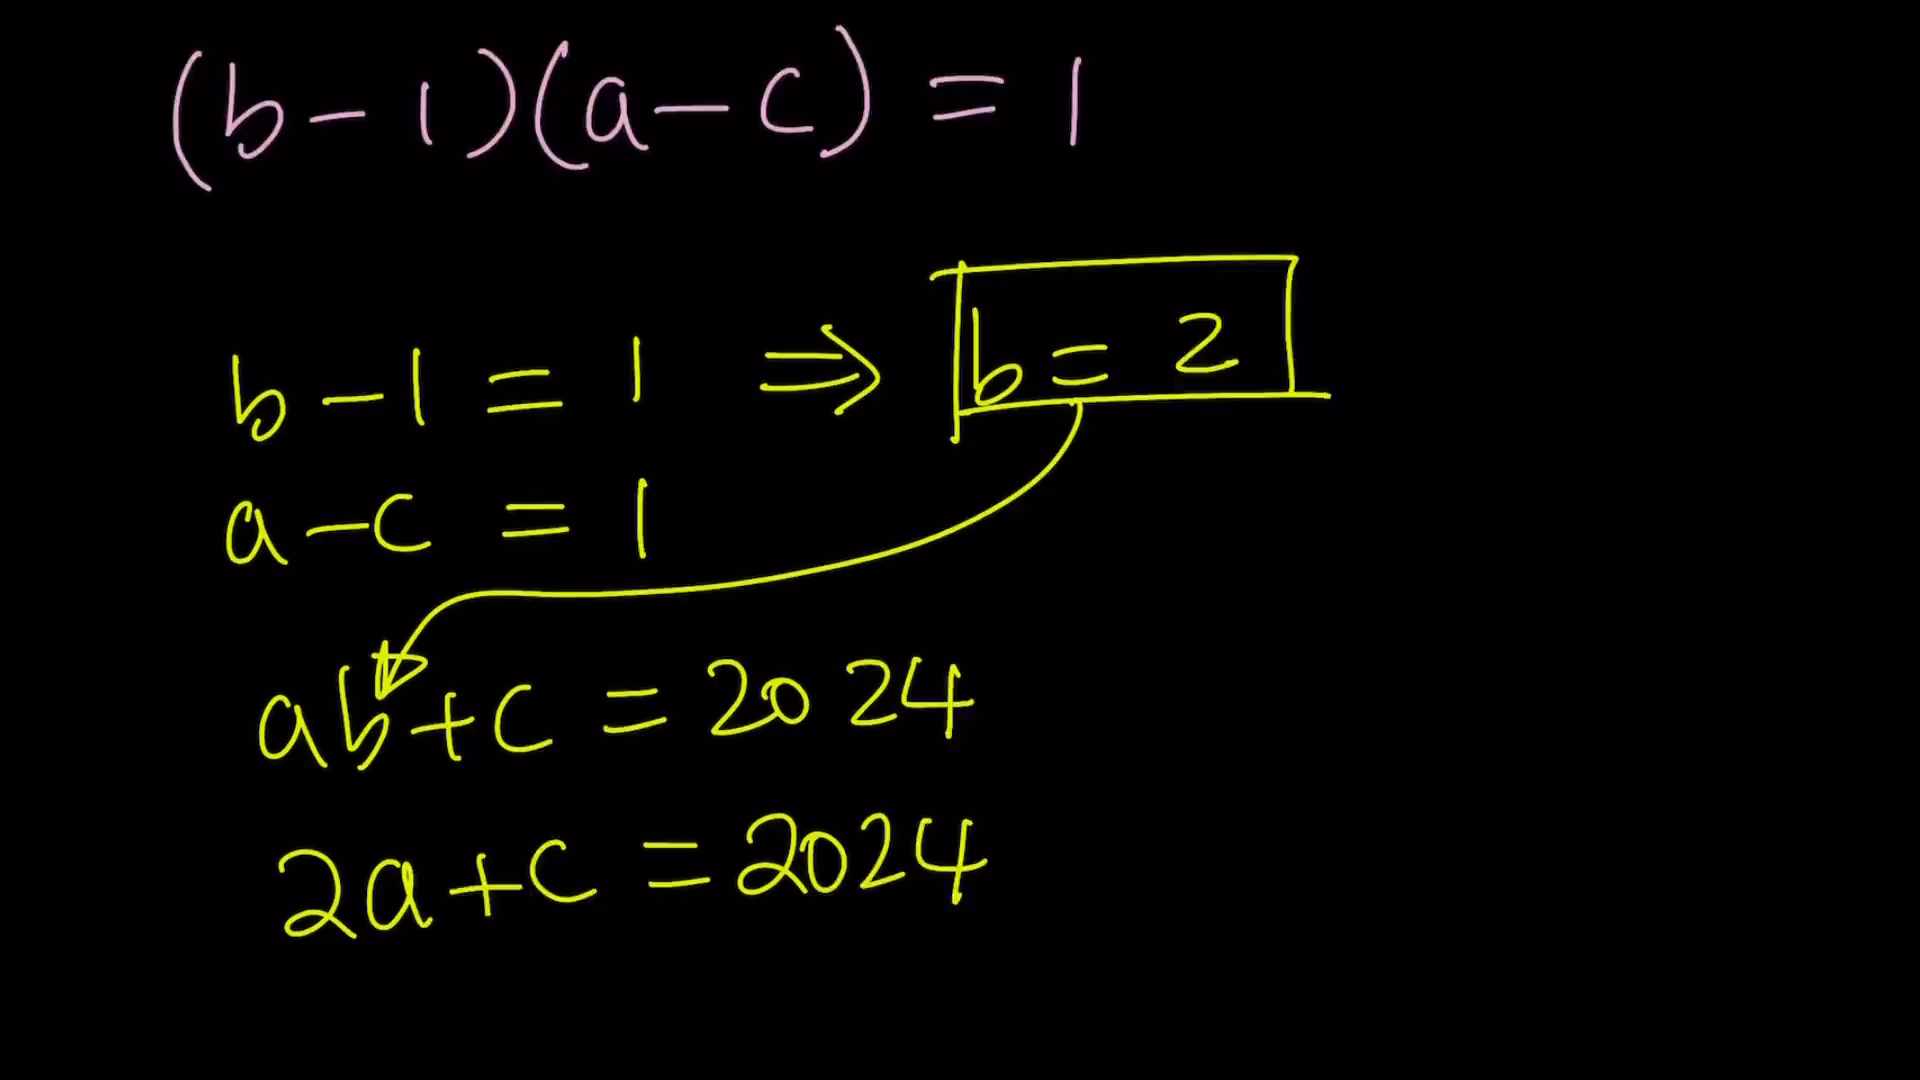 (b-1)(a-c)=1
b-1=1 ⇒ b=2
a-c=1
ab+c=2024
2a+c=2024